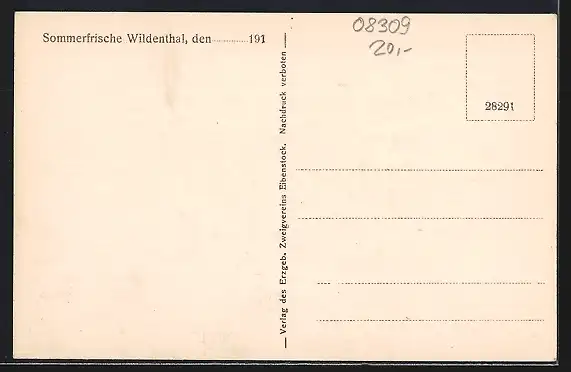 Sommerfrische Wildenthal, den ............ 191
Verlag des Erzgeb. Zweigvereins Eibenstock. Nachdruck verboten
08309
20,-
28291